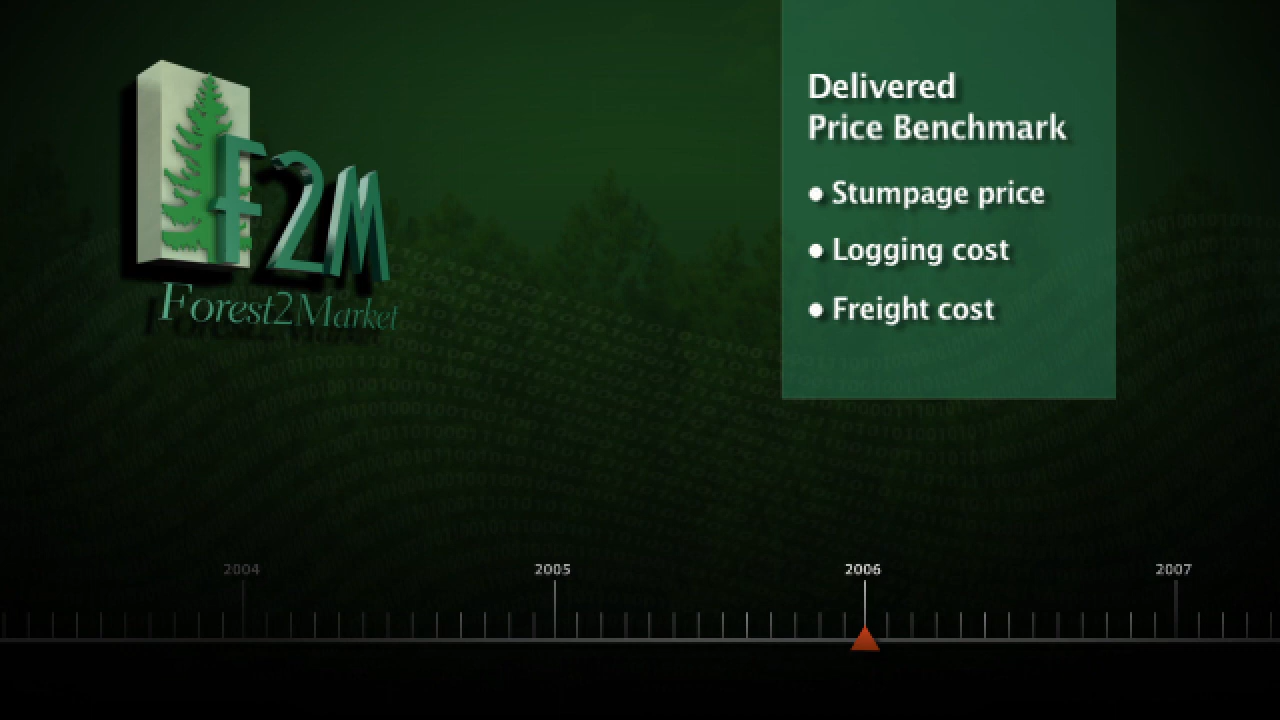 F2M
Forest2Market
Delivered
Price Benchmark
● Stumpage price
● Logging cost
● Freight cost
2004
2005
2006
2007